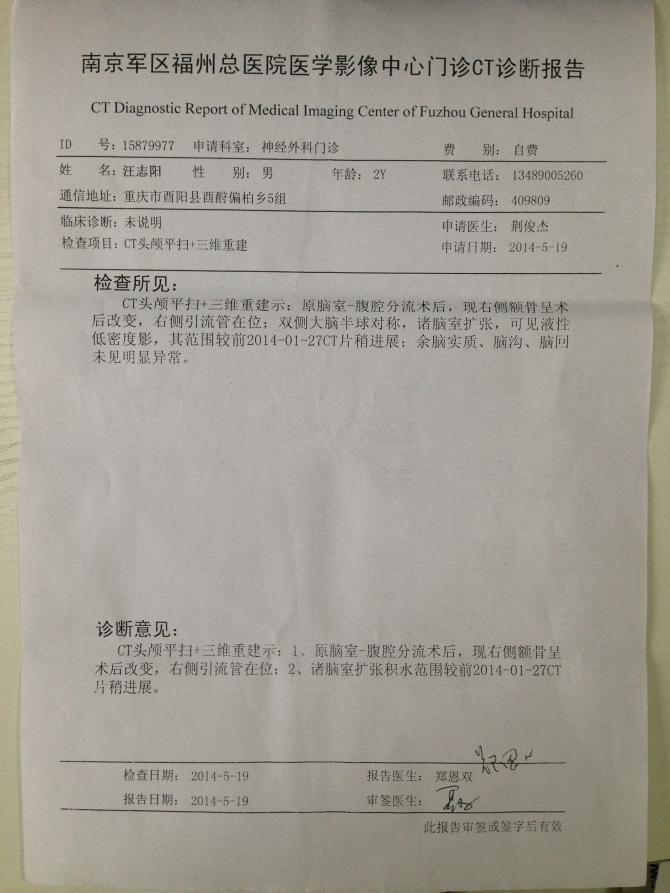 南京军区福州总医院医学影像中心门诊CT诊断报告
CT Diagnostic Report of Medical Imaging Center of Fuzhou General Hospital
ID 号：15879977 申请科室：神经外科门诊 费 别：自费
姓 名：汪志阳 性 别：男 年龄：2Y 联系电话：13489005260
通信地址：重庆市酉阳县酉酧偏柏乡5组 邮政编码：409809
临床诊断：未说明 申请医生：荆俊杰
检查项目：CT头颅平扫+三维重建 申请日期：2014-5-19
检查所见：
CT头颅平扫+三维重建示：原脑室-腹腔分流术后，现右侧额骨呈术
后改变，右侧引流管在位；双侧大脑半球对称，诸脑室扩张，可见液性
低密度影，其范围较前2014-01-27CT片稍进展；余脑实质、脑沟、脑回
未见明显异常。
诊断意见：
CT头颅平扫+三维重建示：1、原脑室-腹腔分流术后，现右侧额骨呈
术后改变，右侧引流管在位；2、诸脑室扩张积水范围较前2014-01-27CT
片稍进展。
检查日期：2014-5-19 报告医生：郑恩双
报告日期：2014-5-19 审签医生：
此报告审签或签字后有效